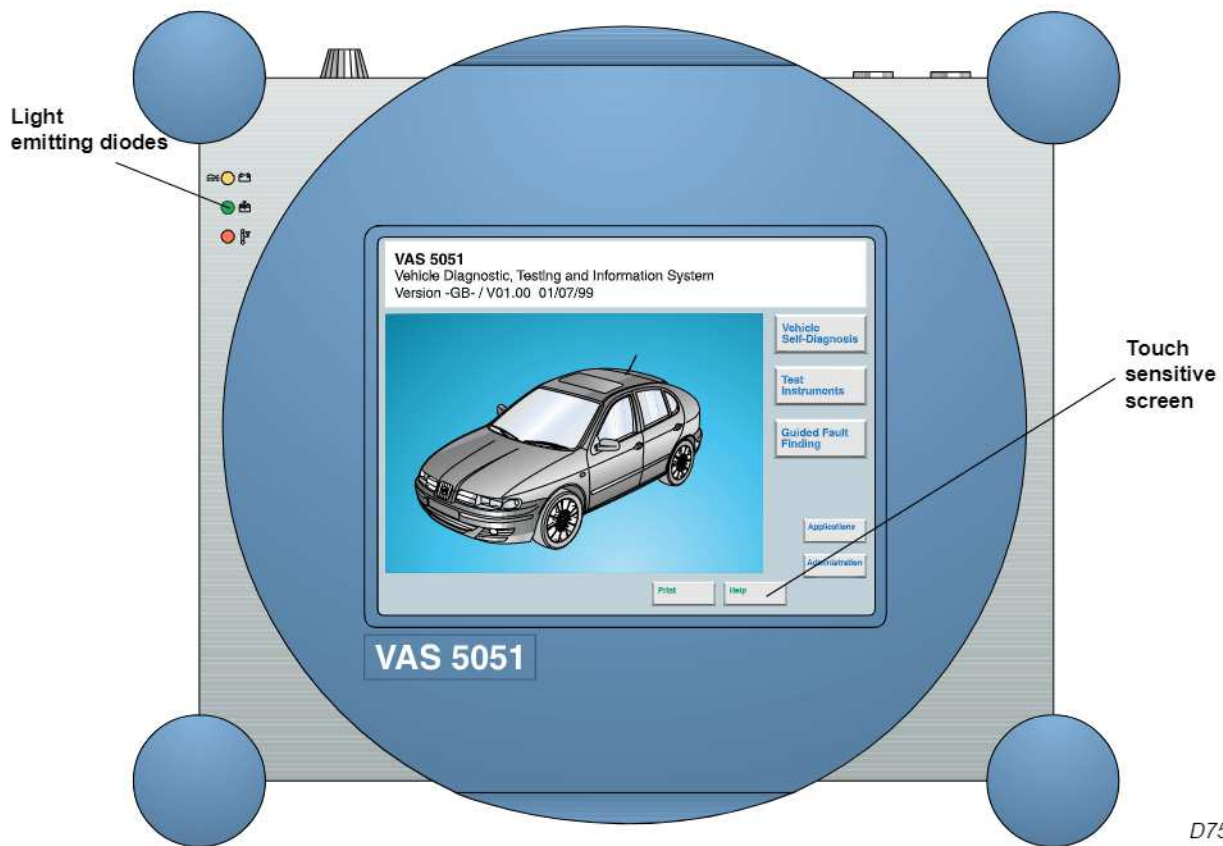 Light
emitting diodes
VAS 5051
Vehicle Diagnostic, Testing and Information System
Version -GB- / V01.00 01/07/99
Vehicle
Self-Diagnosis
Test
Instruments
Guided Fault
Finding
Touch
sensitive
screen
Applications
Administration
Print
Help
VAS 5051
D75